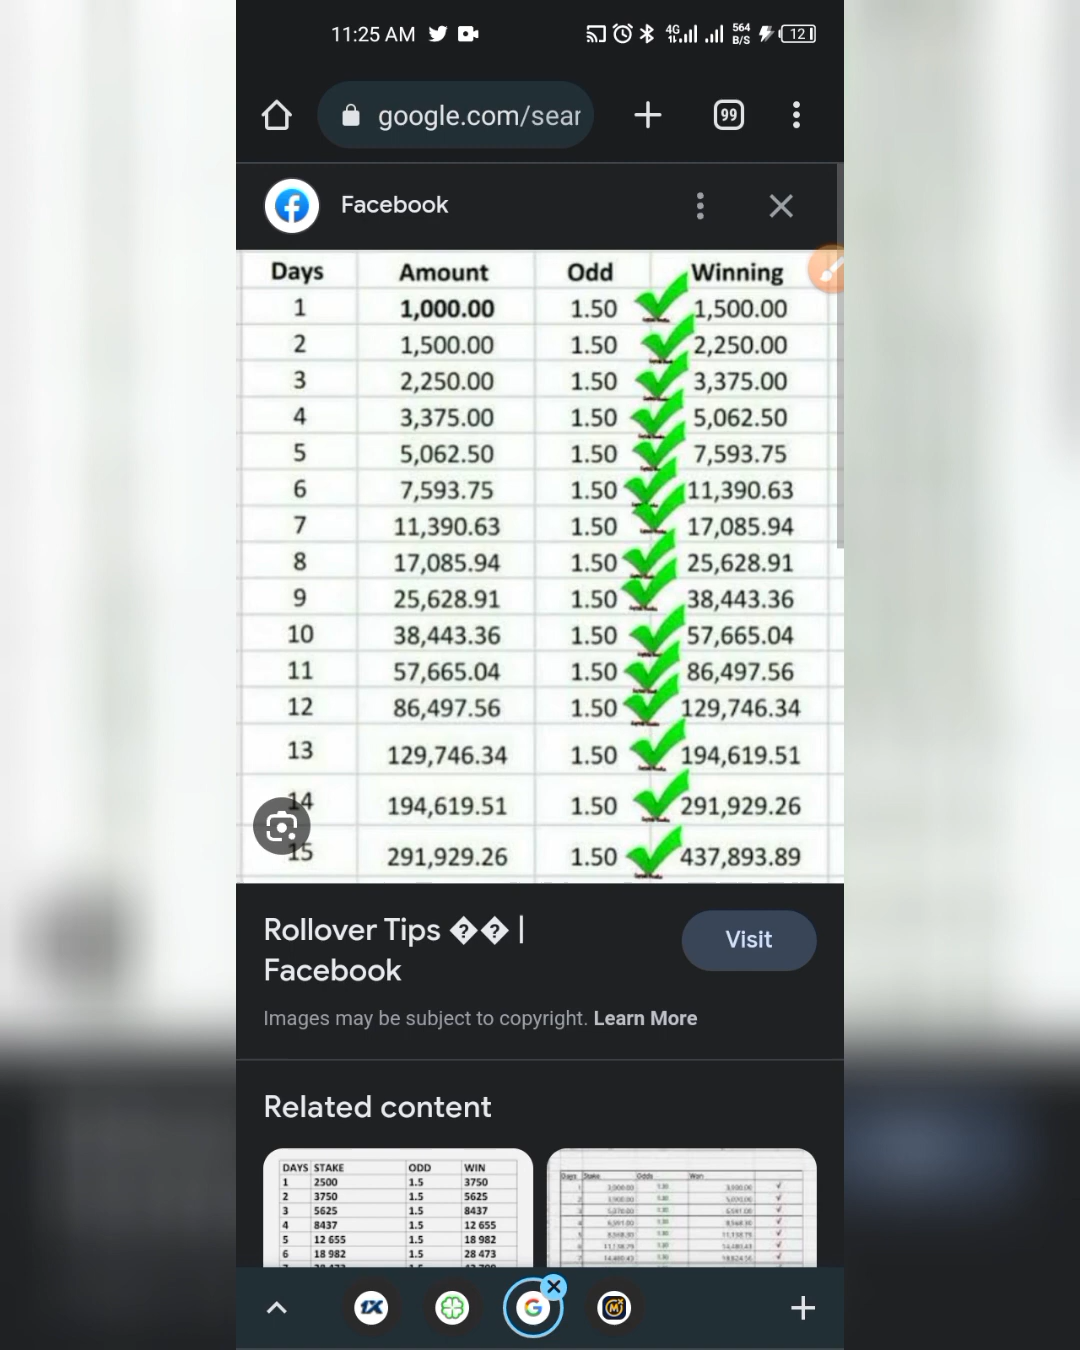 11:25 AM 4G 564 B/S 12
google.com/sear 99
Facebook
Days Amount Odd Winning
1 1,000.00 1.50 1,500.00
2 1,500.00 1.50 2,250.00
3 2,250.00 1.50 3,375.00
4 3,375.00 1.50 5,062.50
5 5,062.50 1.50 7,593.75
6 7,593.75 1.50 11,390.63
7 11,390.63 1.50 17,085.94
8 17,085.94 1.50 25,628.91
9 25,628.91 1.50 38,443.36
10 38,443.36 1.50 57,665.04
11 57,665.04 1.50 86,497.56
12 86,497.56 1.50 129,746.34
13 129,746.34 1.50 194,619.51
14 194,619.51 1.50 291,929.26
15 291,929.26 1.50 437,893.89
Rollover Tips �� |
Facebook
Visit
Images may be subject to copyright. Learn More
Related content
DAYS STAKE ODD WIN
1 2500 1.5 3750
2 3750 1.5 5625
3 5625 1.5 8437
4 8437 1.5 12 655
5 12 655 1.5 18 982
6 18 982 1.5 28 473
Days Stake Odds Won
1X G M